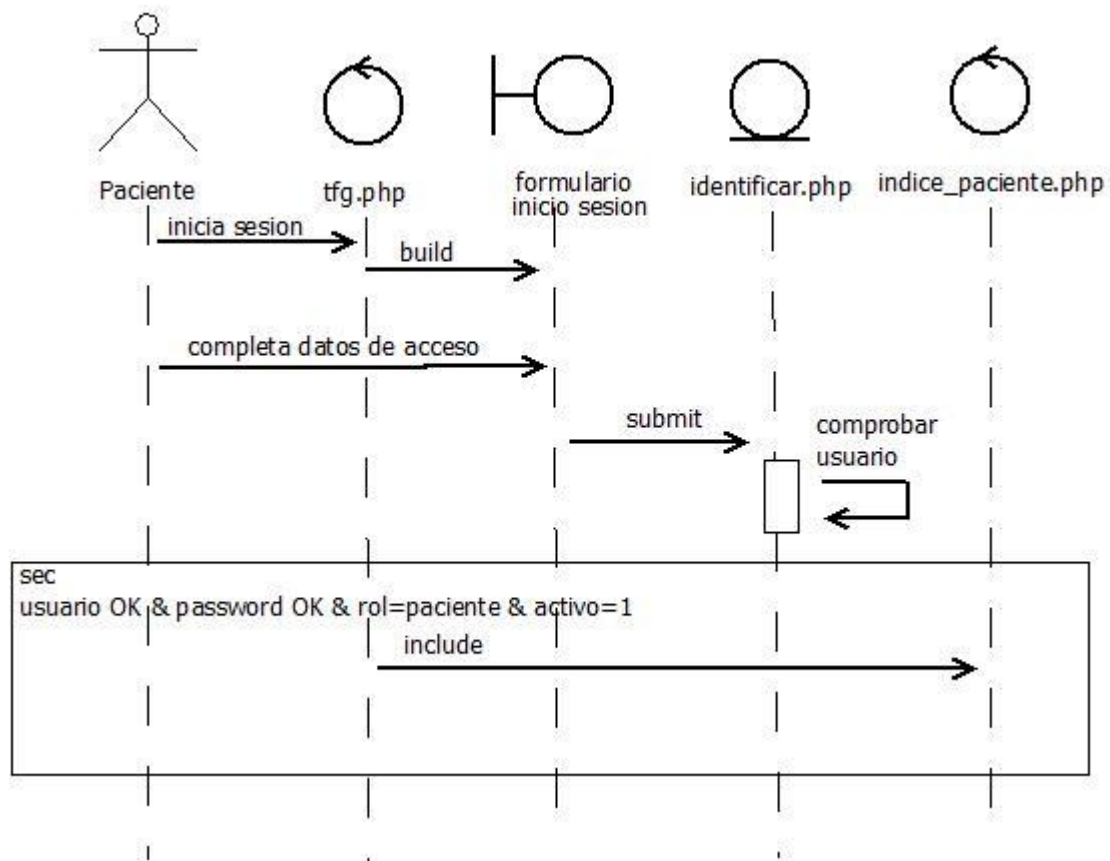 Paciente
tfg.php
formulario
inicio sesion
identificar.php
indice_paciente.php
inicia sesion
build
completa datos de acceso
submit
comprobar
usuario
sec
usuario OK & password OK & rol=paciente & activo=1
include